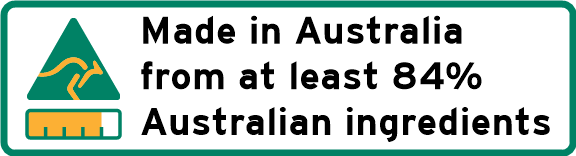 Made in Australia
from at least 84%
Australian ingredients